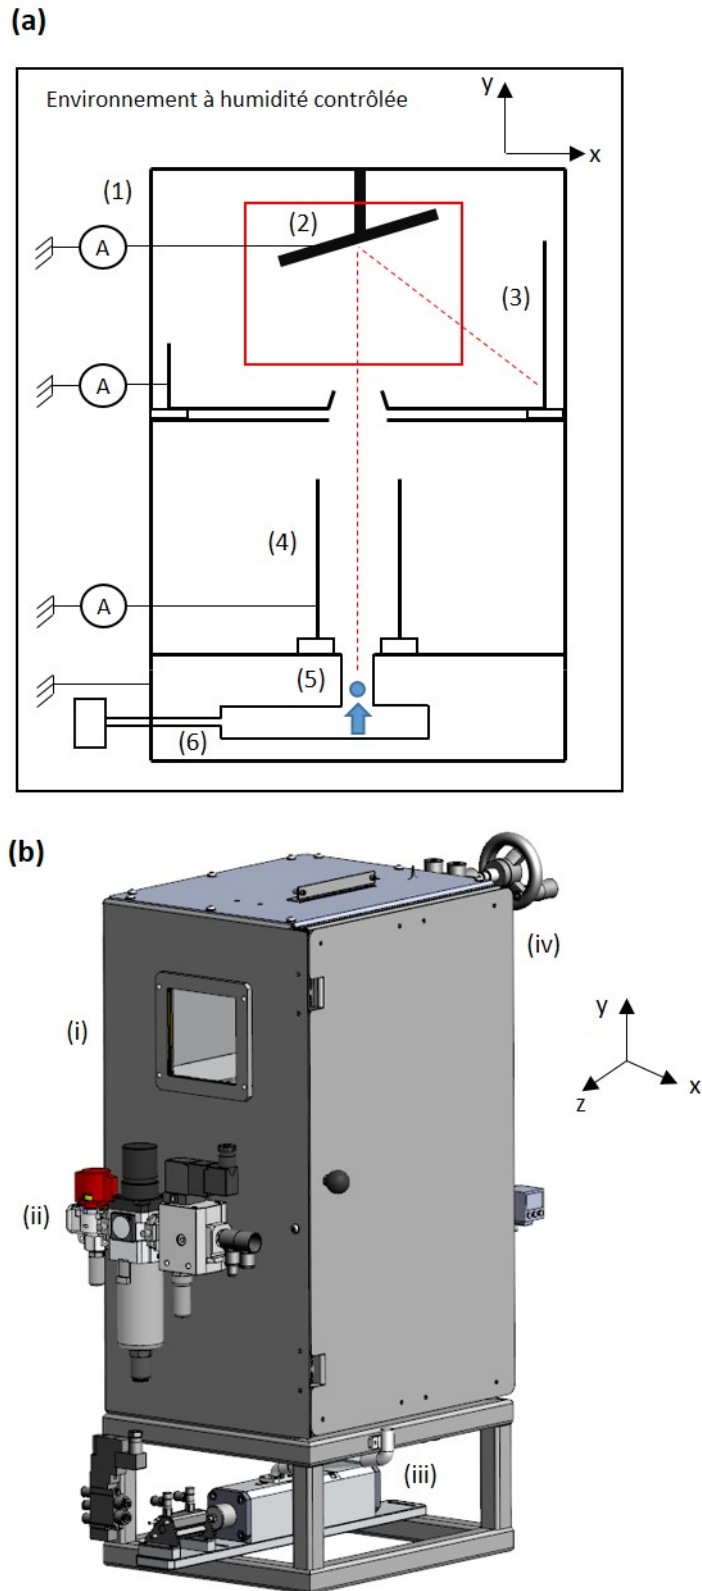 (a)
Environnement à humidité contrôlée
y
x
(1)
(2)
A
(3)
A
(4)
A
(5)
(6)
(b)
(iv)
(i)
y
x
z
(ii)
(iii)